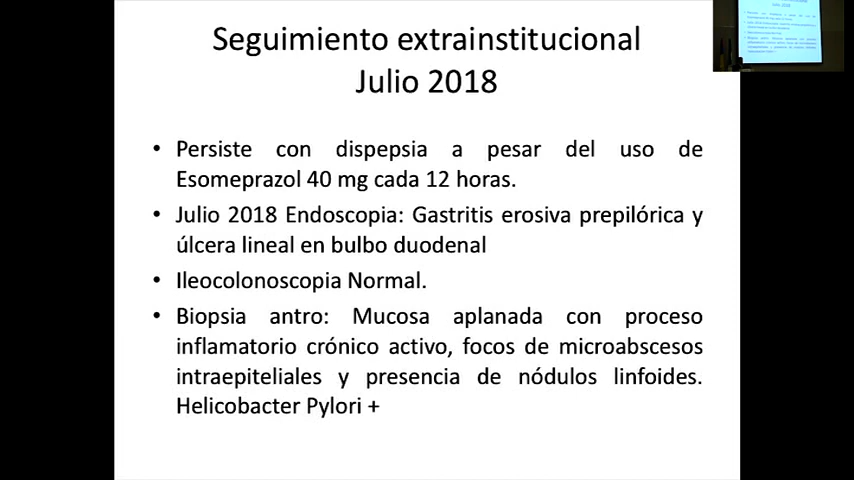 Seguimiento extrainstitucional
Julio 2018
• Persiste con dispepsia a pesar del uso de
Esomeprazol 40 mg cada 12 horas.
• Julio 2018 Endoscopia: Gastritis erosiva prepilórica y
úlcera lineal en bulbo duodenal
• Ileocolonoscopia Normal.
• Biopsia antro: Mucosa aplanada con proceso
inflamatorio crónico activo, focos de microabscesos
intraepiteliales y presencia de nódulos linfoides.
Helicobacter Pylori +